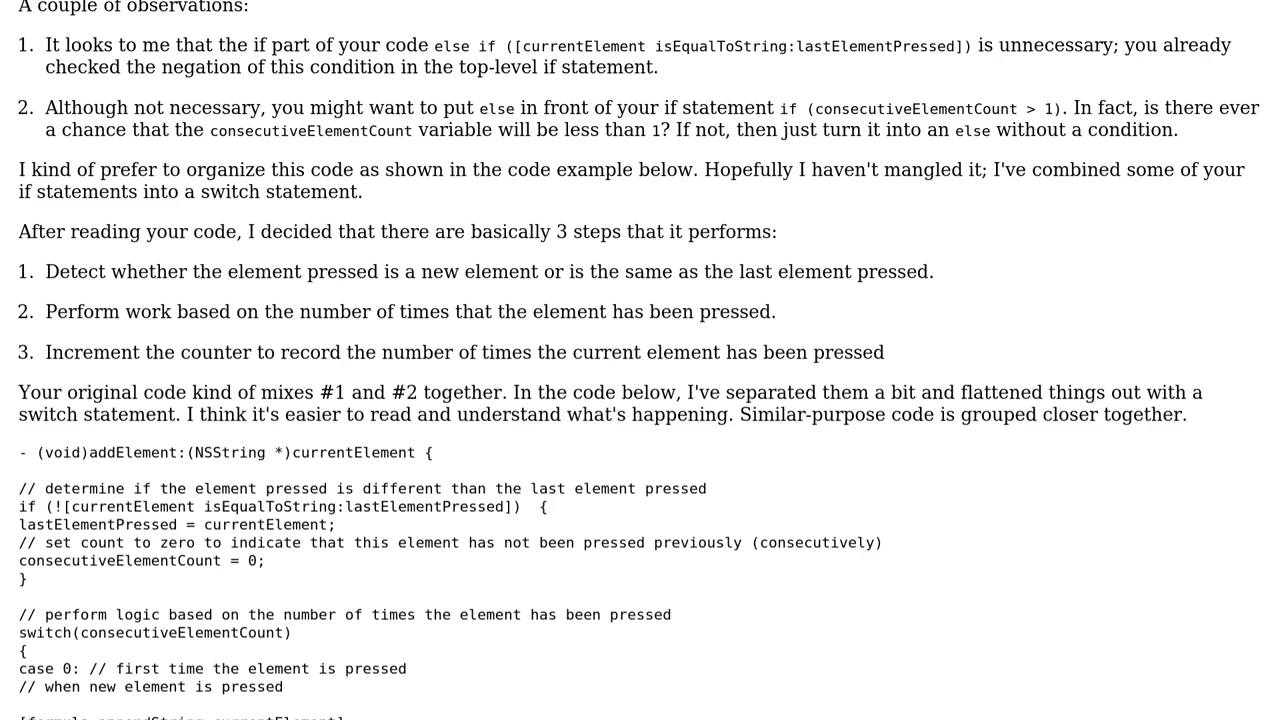 A couple of observations:
1. It looks to me that the if part of your code else if ([currentElement isEqualToString:lastElementPressed]) is unnecessary; you already
checked the negation of this condition in the top-level if statement.
2. Although not necessary, you might want to put else in front of your if statement if (consecutiveElementCount > 1). In fact, is there ever
a chance that the consecutiveElementCount variable will be less than 1? If not, then just turn it into an else without a condition.
I kind of prefer to organize this code as shown in the code example below. Hopefully I haven't mangled it; I've combined some of your
if statements into a switch statement.
After reading your code, I decided that there are basically 3 steps that it performs:
1. Detect whether the element pressed is a new element or is the same as the last element pressed.
2. Perform work based on the number of times that the element has been pressed.
3. Increment the counter to record the number of times the current element has been pressed
Your original code kind of mixes #1 and #2 together. In the code below, I've separated them a bit and flattened things out with a
switch statement. I think it's easier to read and understand what's happening. Similar-purpose code is grouped closer together.
- (void)addElement:(NSString *)currentElement {
// determine if the element pressed is different than the last element pressed
if (![currentElement isEqualToString:lastElementPressed])  {
lastElementPressed = currentElement;
// set count to zero to indicate that this element has not been pressed previously (consecutively)
consecutiveElementCount = 0;
}
// perform logic based on the number of times the element has been pressed
switch(consecutiveElementCount)
{
case 0: // first time the element is pressed
// when new element is pressed